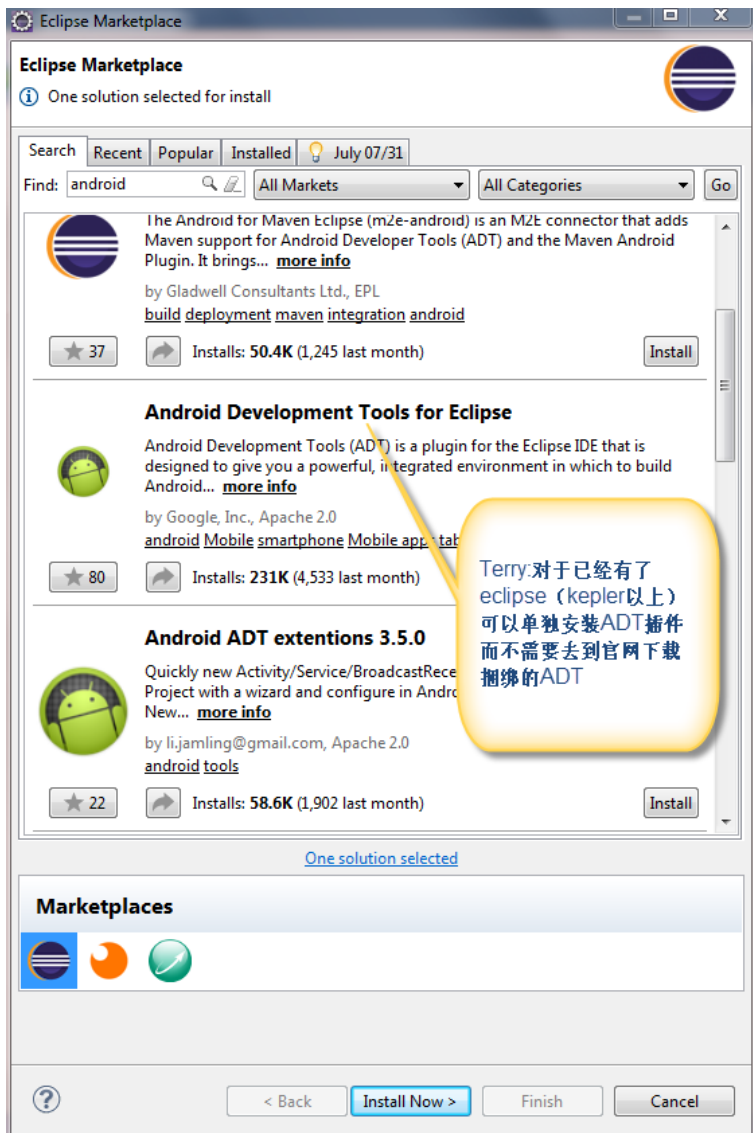 Eclipse Marketplace
Eclipse Marketplace
One solution selected for install
Search Recent Popular Installed July 07/31
Find: android All Markets All Categories Go
The Android for Maven Eclipse (m2e-android) is an M2E connector that adds
Maven support for Android Developer Tools (ADT) and the Maven Android
Plugin. It brings... more info
by Gladwell Consultants Ltd., EPL
build deployment maven integration android
37 Installs: 50.4K (1,245 last month) Install
Android Development Tools for Eclipse
Android Development Tools (ADT) is a plugin for the Eclipse IDE that is
designed to give you a powerful, integrated environment in which to build
Android... more info
by Google, Inc., Apache 2.0
android Mobile smartphone Mobile apps tab
80 Installs: 231K (4,533 last month)
Android ADT extentions 3.5.0
Quickly new Activity/Service/BroadcastRece
Project with a wizard and configure in Andro
New... more info
by li.jamling@gmail.com, Apache 2.0
android tools
22 Installs: 58.6K (1,902 last month) Install
Terry:对于已经有了
eclipse（kepler以上）
可以单独安装ADT插件
而不需要去到官网下载
捆绑的ADT
One solution selected
Marketplaces
< Back Install Now > Finish Cancel